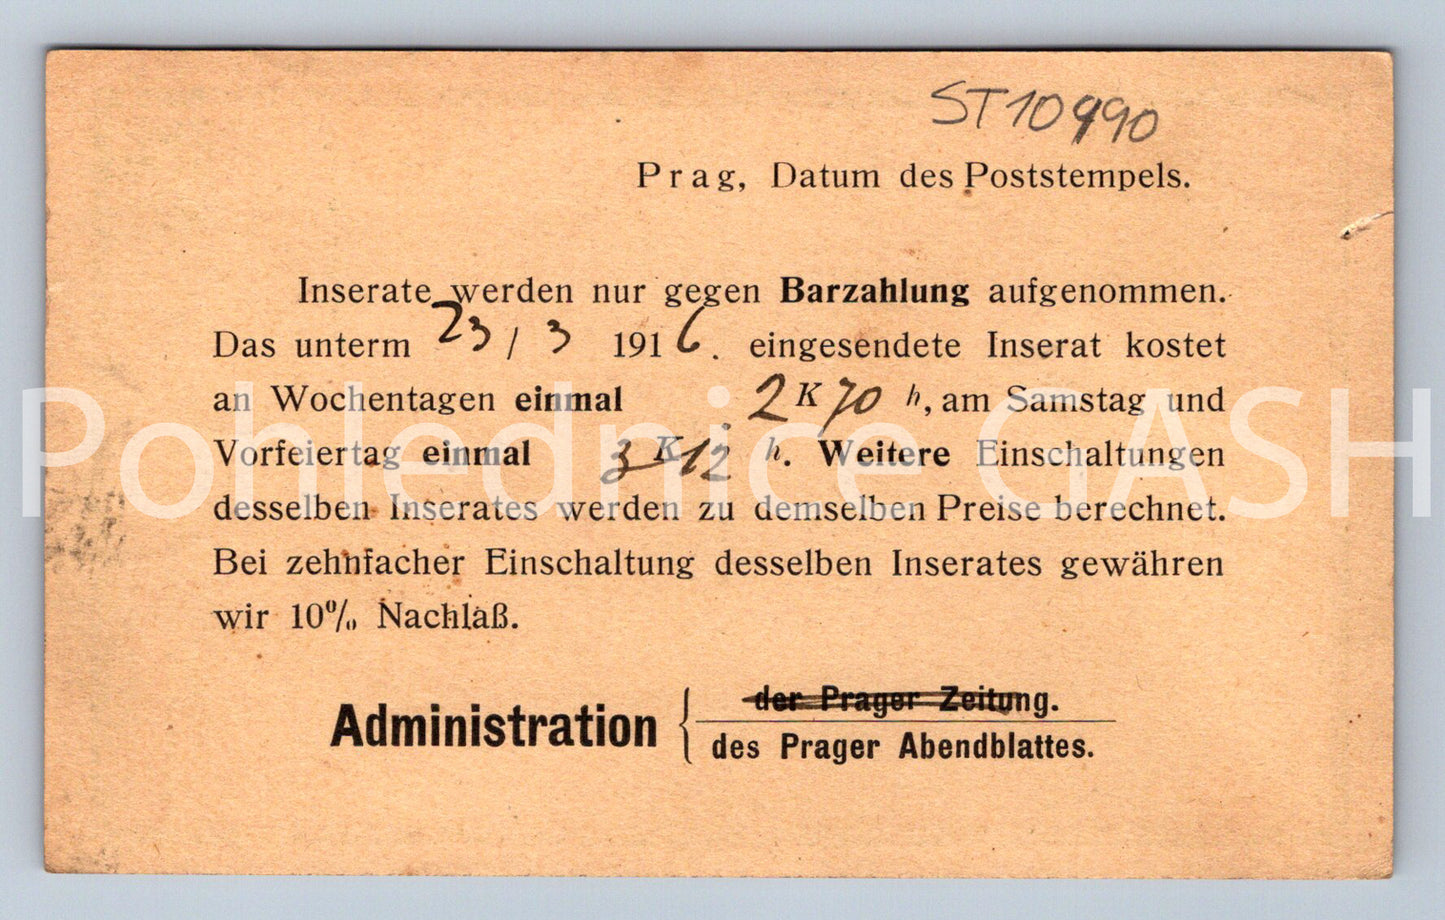 ST10990
Prag, Datum des Poststempels.
Inserate werden nur gegen Barzahlung aufgenommen.
Das unterm 23/3 1916. eingesendete Inserat kostet
an Wochentagen einmal 2 K 70 h, am Samstag und
Vorfeiertag einmal 3 K 12 h. Weitere Einschaltungen
desselben Inserates werden zu demselben Preise berechnet.
Bei zehnfacher Einschaltung desselben Inserates gewähren
wir 10% Nachlaß.
der Prager Zeitung.
Administration
des Prager Abendblattes.
Pohlednice GASH